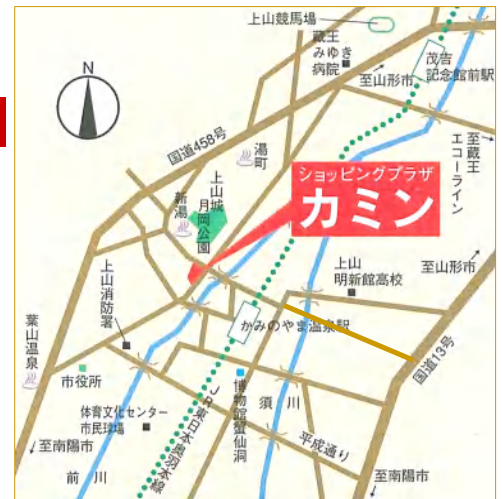 上山競馬場
蔵王
みゆき
病院
茂吉
記念館前駅
至山形市
N
国道458号
至蔵王
エコーライン
湯町
上山城
月岡公園
新湯
ショッピングプラザ
カミン
上山
明新館高校
至山形市
上山消防署
かみのやま温泉駅
国道13号
葉山温泉
市役所
博物館蟹仙洞
須川
体育文化センター
市民球場
JR東日本奥羽本線
平成通り
至南陽市
前川
至南陽市